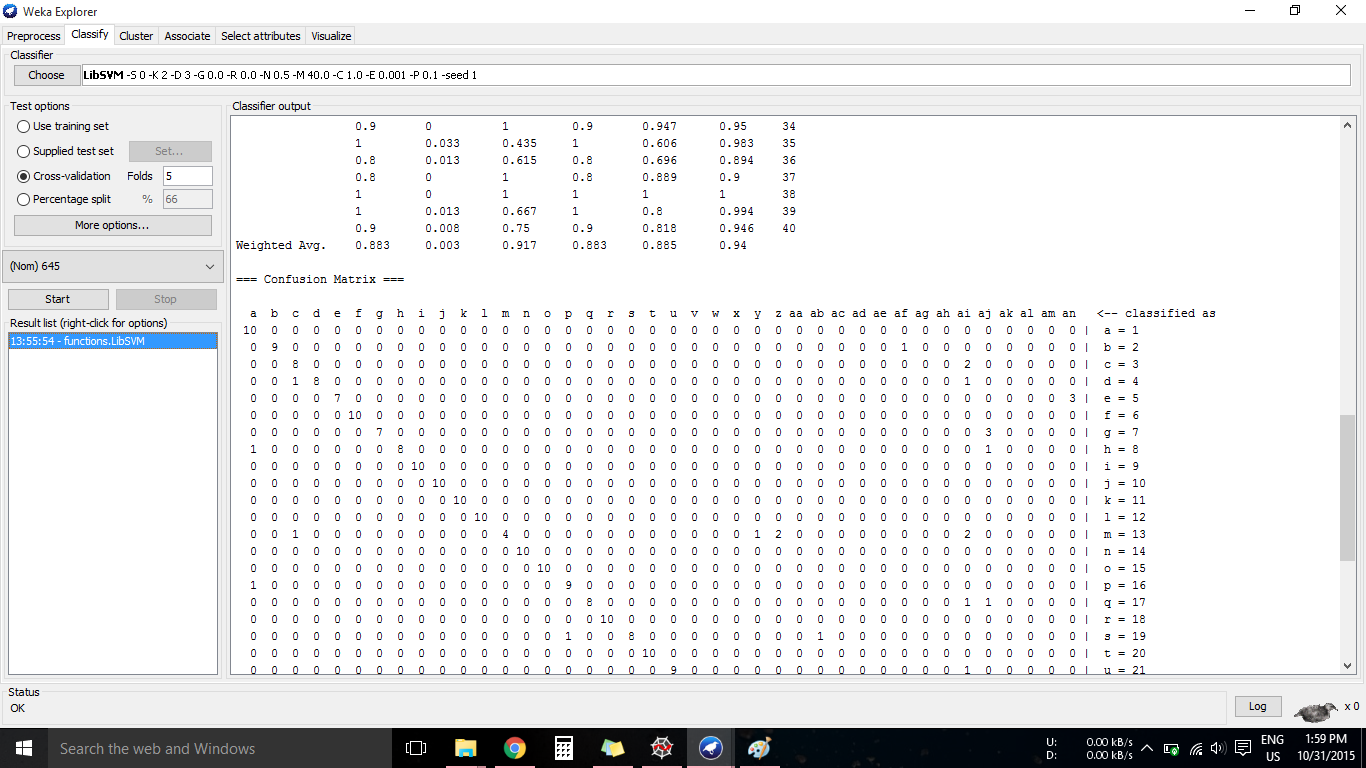 Weka Explorer
Preprocess Classify Cluster Associate Select attributes Visualize
Classifier
Choose LibSVM -S 0 -K 2 -D 3 -G 0.0 -R 0.0 -N 0.5 -M 40.0 -C 1.0 -E 0.001 -P 0.1 -seed 1
Test options
Use training set
Supplied test set Set...
Cross-validation Folds 5
Percentage split % 66
More options...
(Nom) 645
Start Stop
Result list (right-click for options)
13:55:54 - functions.LibSVM
Classifier output
0.9 0 1 0.9 0.947 0.95 34
1 0.033 0.435 1 0.606 0.983 35
0.8 0.013 0.615 0.8 0.696 0.894 36
0.8 0 1 0.8 0.889 0.9 37
1 0 1 1 1 1 38
1 0.013 0.667 1 0.8 0.994 39
0.9 0.008 0.75 0.9 0.818 0.946 40
Weighted Avg. 0.883 0.003 0.917 0.883 0.885 0.94
=== Confusion Matrix ===
a b c d e f g h i j k l m n o p q r s t u v w x y z aa ab ac ad ae af ag ah ai aj ak al am an <-- classified as
10 0 0 0 0 0 0 0 0 0 0 0 0 0 0 0 0 0 0 0 0 0 0 0 0 0 0 0 0 0 0 0 0 0 0 0 0 0 0 0 | a = 1
0 9 0 0 0 0 0 0 0 0 0 0 0 0 0 0 0 0 0 0 0 0 0 0 0 0 0 0 0 0 0 1 0 0 0 0 0 0 0 0 | b = 2
0 0 8 0 0 0 0 0 0 0 0 0 0 0 0 0 0 0 0 0 0 0 0 0 0 0 0 0 0 0 0 0 0 0 2 0 0 0 0 0 | c = 3
0 0 1 8 0 0 0 0 0 0 0 0 0 0 0 0 0 0 0 0 0 0 0 0 0 0 0 0 0 0 0 0 0 0 1 0 0 0 0 0 | d = 4
0 0 0 0 7 0 0 0 0 0 0 0 0 0 0 0 0 0 0 0 0 0 0 0 0 0 0 0 0 0 0 0 0 0 0 0 0 0 0 3 | e = 5
0 0 0 0 0 10 0 0 0 0 0 0 0 0 0 0 0 0 0 0 0 0 0 0 0 0 0 0 0 0 0 0 0 0 0 0 0 0 0 0 | f = 6
0 0 0 0 0 0 7 0 0 0 0 0 0 0 0 0 0 0 0 0 0 0 0 0 0 0 0 0 0 0 0 0 0 0 0 3 0 0 0 0 | g = 7
1 0 0 0 0 0 0 8 0 0 0 0 0 0 0 0 0 0 0 0 0 0 0 0 0 0 0 0 0 0 0 0 0 0 0 1 0 0 0 0 | h = 8
0 0 0 0 0 0 0 0 10 0 0 0 0 0 0 0 0 0 0 0 0 0 0 0 0 0 0 0 0 0 0 0 0 0 0 0 0 0 0 0 | i = 9
0 0 0 0 0 0 0 0 0 10 0 0 0 0 0 0 0 0 0 0 0 0 0 0 0 0 0 0 0 0 0 0 0 0 0 0 0 0 0 0 | j = 10
0 0 0 0 0 0 0 0 0 0 10 0 0 0 0 0 0 0 0 0 0 0 0 0 0 0 0 0 0 0 0 0 0 0 0 0 0 0 0 0 | k = 11
0 0 0 0 0 0 0 0 0 0 0 10 0 0 0 0 0 0 0 0 0 0 0 0 0 0 0 0 0 0 0 0 0 0 0 0 0 0 0 0 | l = 12
0 0 1 0 0 0 0 0 0 0 0 0 4 0 0 0 0 0 0 0 0 0 0 0 1 2 0 0 0 0 0 0 0 0 2 0 0 0 0 0 | m = 13
0 0 0 0 0 0 0 0 0 0 0 0 0 10 0 0 0 0 0 0 0 0 0 0 0 0 0 0 0 0 0 0 0 0 0 0 0 0 0 0 | n = 14
0 0 0 0 0 0 0 0 0 0 0 0 0 0 10 0 0 0 0 0 0 0 0 0 0 0 0 0 0 0 0 0 0 0 0 0 0 0 0 0 | o = 15
1 0 0 0 0 0 0 0 0 0 0 0 0 0 0 9 0 0 0 0 0 0 0 0 0 0 0 0 0 0 0 0 0 0 0 0 0 0 0 0 | p = 16
0 0 0 0 0 0 0 0 0 0 0 0 0 0 0 0 8 0 0 0 0 0 0 0 0 0 0 0 0 0 0 0 0 0 1 1 0 0 0 0 | q = 17
0 0 0 0 0 0 0 0 0 0 0 0 0 0 0 0 0 10 0 0 0 0 0 0 0 0 0 0 0 0 0 0 0 0 0 0 0 0 0 0 | r = 18
0 0 0 0 0 0 0 0 0 0 0 0 0 0 0 1 0 0 8 0 0 0 0 0 0 0 0 1 0 0 0 0 0 0 0 0 0 0 0 0 | s = 19
0 0 0 0 0 0 0 0 0 0 0 0 0 0 0 0 0 0 0 10 0 0 0 0 0 0 0 0 0 0 0 0 0 0 0 0 0 0 0 0 | t = 20
0 0 0 0 0 0 0 0 0 0 0 0 0 0 0 0 0 0 0 0 9 0 0 0 0 0 0 0 0 0 0 0 0 0 1 0 0 0 0 0 | u = 21
Status
OK
Log x 0
Search the web and Windows
U: 0.00 kB/s
D: 0.00 kB/s
ENG
US
1:59 PM
10/31/2015